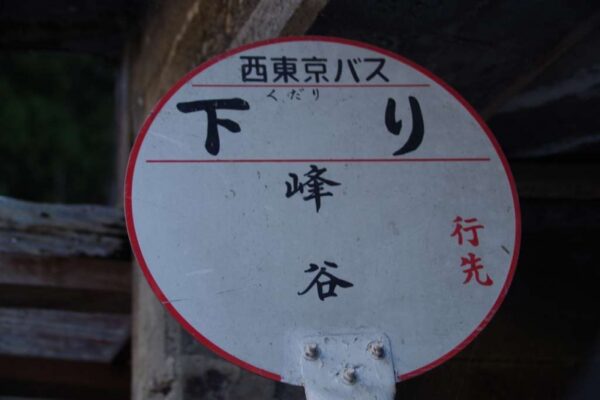 西東京バス
くだり
下り
峰谷
行先